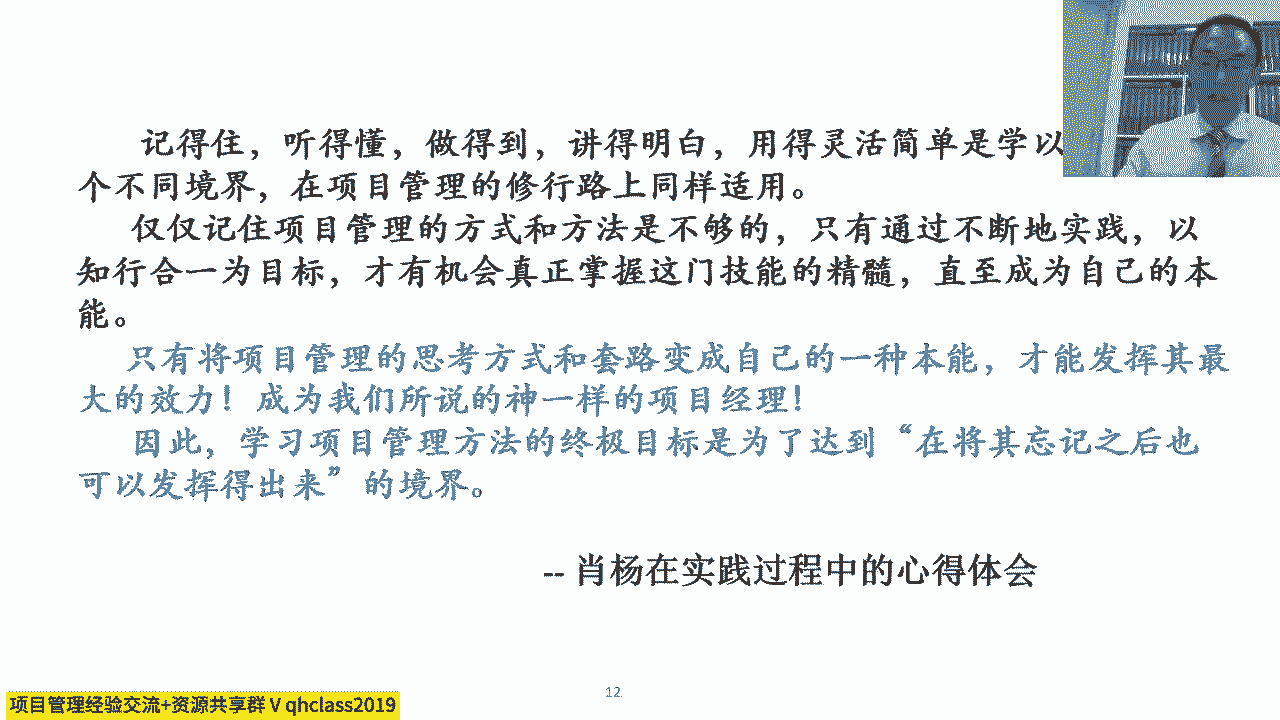 记得住，听得懂，做得到，讲得明白，用得灵活简单是学以
个不同境界，在项目管理的修行路上同样适用。
仅仅记住项目管理的方式和方法是不够的，只有通过不断地实践，以
知行合一为目标，才有机会真正掌握这门技能的精髓，直至成为自己的本
能。
只有将项目管理的思考方式和套路变成自己的一种本能，才能发挥其最
大的效力！成为我们所说的神一样的项目经理！
因此，学习项目管理方法的终极目标是为了达到“在将其忘记之后也
可以发挥得出来”的境界。
-- 肖杨在实践过程中的心得体会
12
项目管理经验交流+资源共享群 V qhclass2019